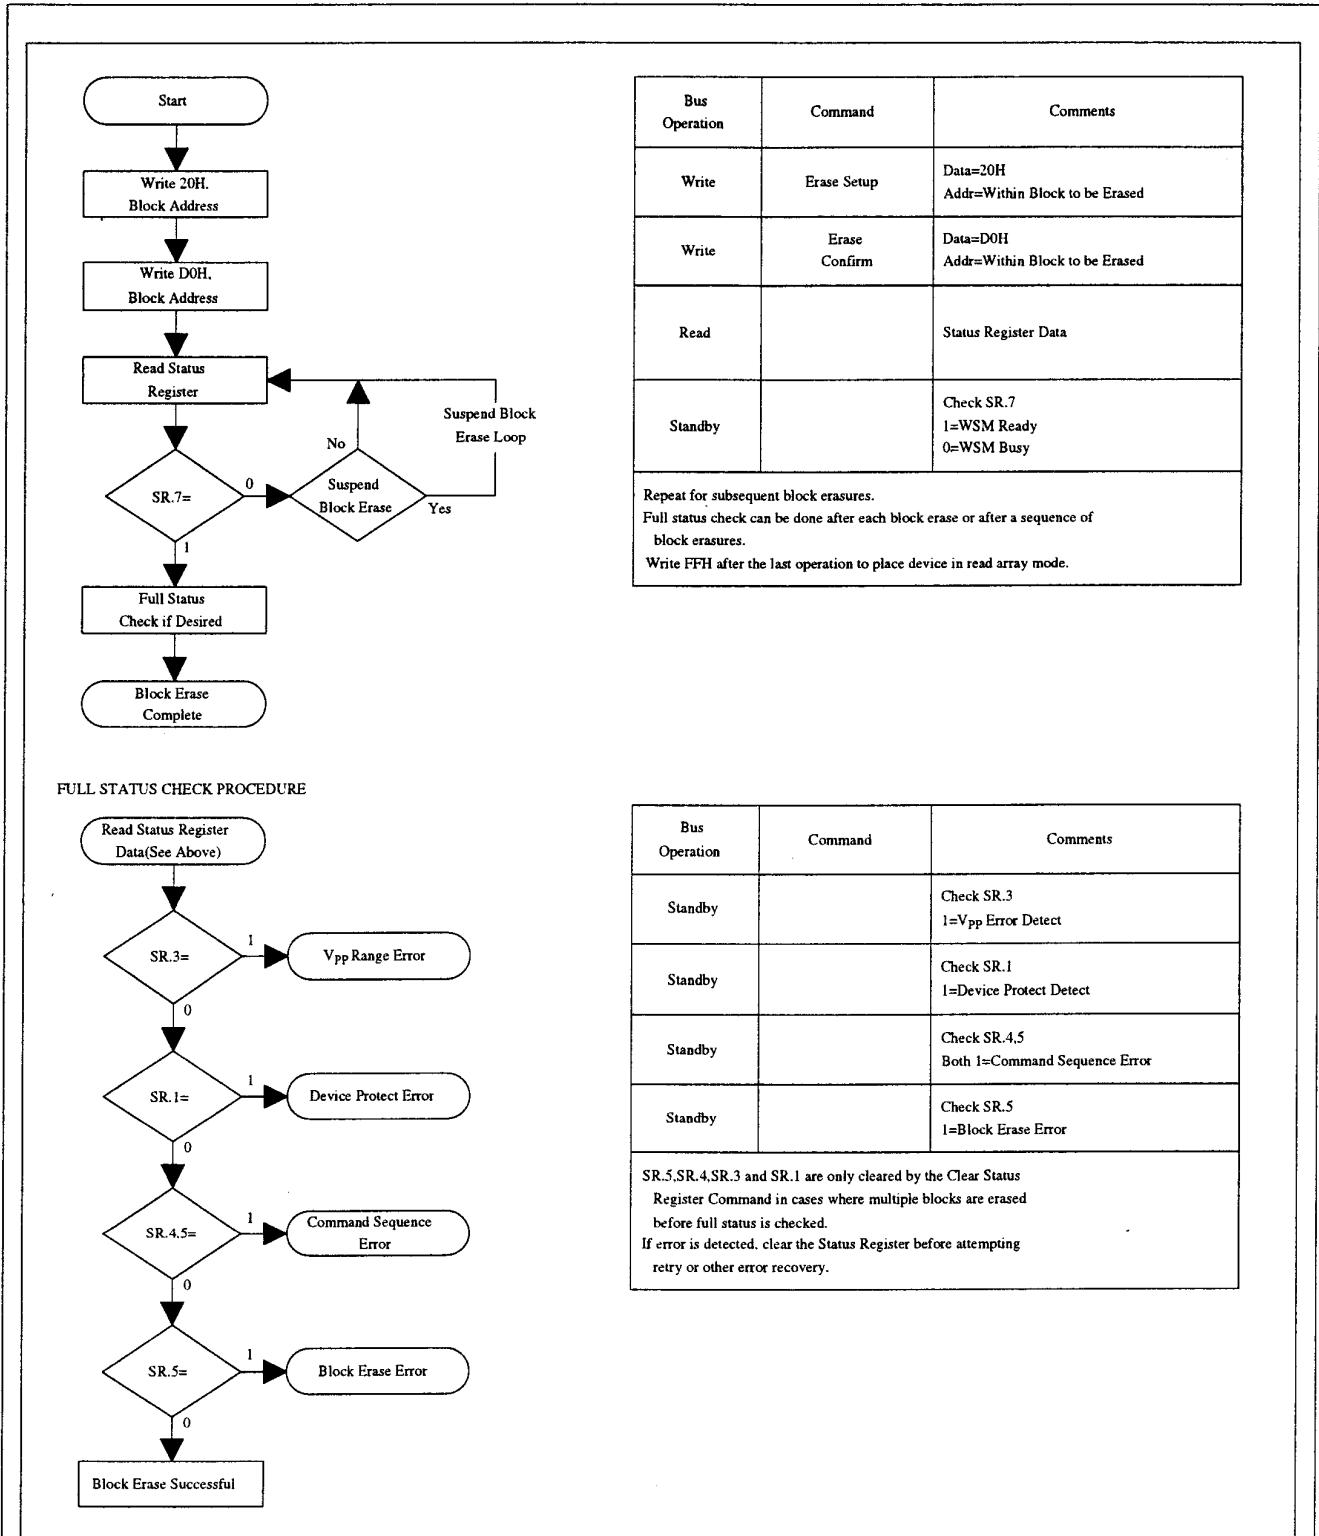 Start
Write 20H.
Block Address
Write D0H,
Block Address
Read Status
Register
Suspend Block
Erase Loop
No
SR.7=
0
Suspend
Block Erase
Yes
1
Full Status
Check if Desired
Block Erase
Complete
Bus
Operation
Command
Comments
Write
Erase Setup
Data=20H
Addr=Within Block to be Erased
Write
Erase
Confirm
Data=D0H
Addr=Within Block to be Erased
Read
Status Register Data
Standby
Check SR.7
1=WSM Ready
0=WSM Busy
Repeat for subsequent block erasures.
Full status check can be done after each block erase or after a sequence of
block erasures.
Write FFH after the last operation to place device in read array mode.
FULL STATUS CHECK PROCEDURE
Read Status Register
Data(See Above)
SR.3=
1
VPP Range Error
0
SR.1=
1
Device Protect Error
0
SR.4,5=
1
Command Sequence
Error
0
SR.5=
1
Block Erase Error
0
Block Erase Successful
Bus
Operation
Command
Comments
Standby
Check SR.3
1=VPP Error Detect
Standby
Check SR.1
1=Device Protect Detect
Standby
Check SR.4,5
Both 1=Command Sequence Error
Standby
Check SR.5
1=Block Erase Error
SR.5,SR.4,SR.3 and SR.1 are only cleared by the Clear Status
Register Command in cases where multiple blocks are erased
before full status is checked.
If error is detected, clear the Status Register before attempting
retry or other error recovery.